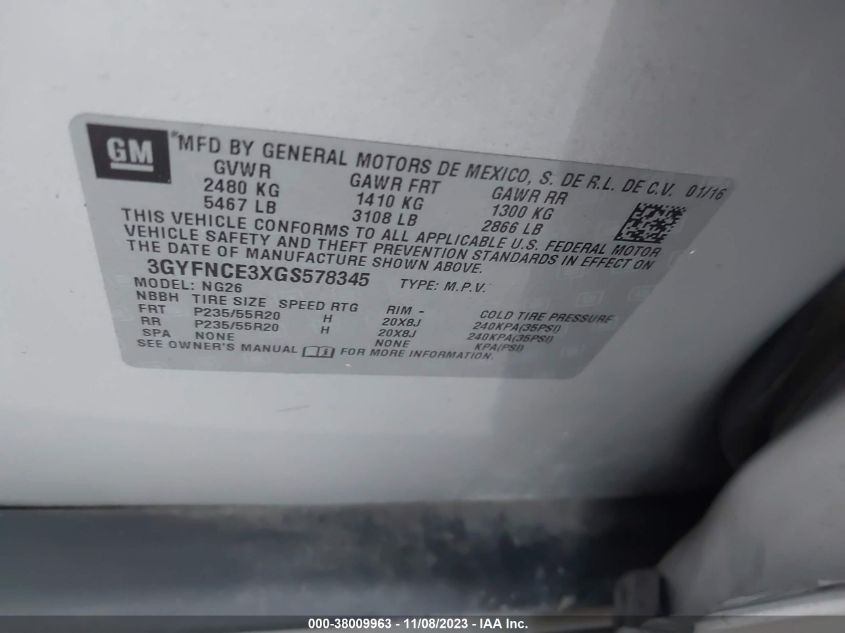 GM
*MFD BY GENERAL MOTORS DE MEXICO, S. DE R.L. DE C.V. 01/16
GVWR GAWR FRT GAWR RR
2480 KG 1410 KG 1300 KG
5467 LB 3108 LB 2866 LB
THIS VEHICLE CONFORMS TO ALL APPLICABLE U.S. FEDERAL MOTOR
VEHICLE SAFETY AND THEFT PREVENTION STANDARDS IN EFFECT ON
THE DATE OF MANUFACTURE SHOWN ABOVE.
3GYFNCE3XGS578345 TYPE: M.P.V.
MODEL: NG26
NBBH TIRE SIZE SPEED RTG RIM - COLD TIRE PRESSURE
FRT P235/55R20 H 20X8J 240KPA(35PSI)
RR P235/55R20 H 20X8J 240KPA(35PSI)
SPA NONE NONE KPA(PSI)
SEE OWNER'S MANUAL FOR MORE INFORMATION.
000-38009963 - 11/08/2023 - IAA Inc.